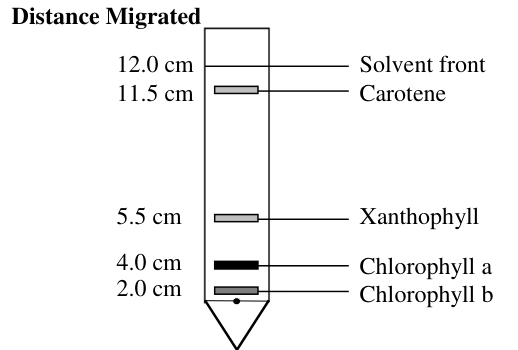 Distance Migrated
12.0 cm Solvent front
11.5 cm Carotene
5.5 cm Xanthophyll
4.0 cm Chlorophyll a
2.0 cm Chlorophyll b